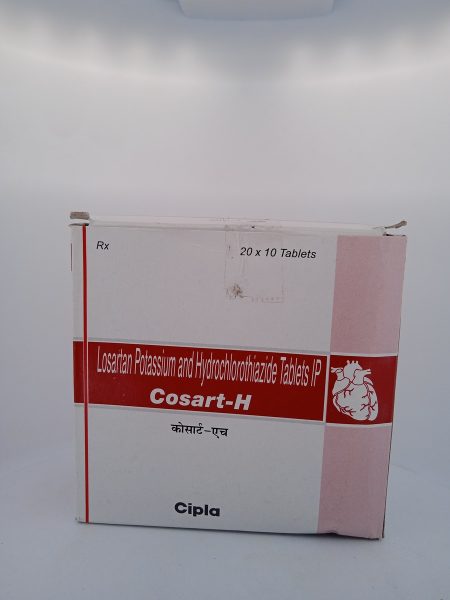 Rx
20 x 10 Tablets
Losartan Potassium and Hydrochlorothiazide Tablets IP
Cosart-H
कोसार्ट-एच
Cipla